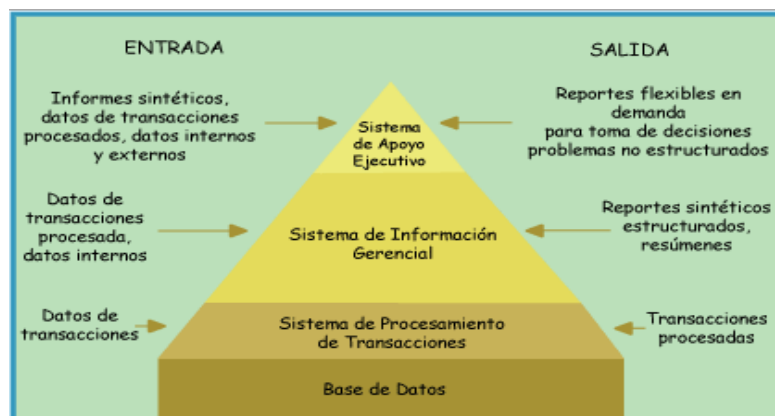 ENTRADA
SALIDA
Informes sintéticos,
datos de transacciones
procesados, datos internos
y externos
Sistema
de Apoyo
Ejecutivo
Reportes flexibles en
demanda
para toma de decisiones
problemas no estructurados
Datos de
transacciones
procesada,
datos internos
Sistema de Información
Gerencial
Reportes sintéticos
estructurados,
resúmenes
Datos de
transacciones
Sistema de Procesamiento
de Transacciones
Transacciones
procesadas
Base de Datos